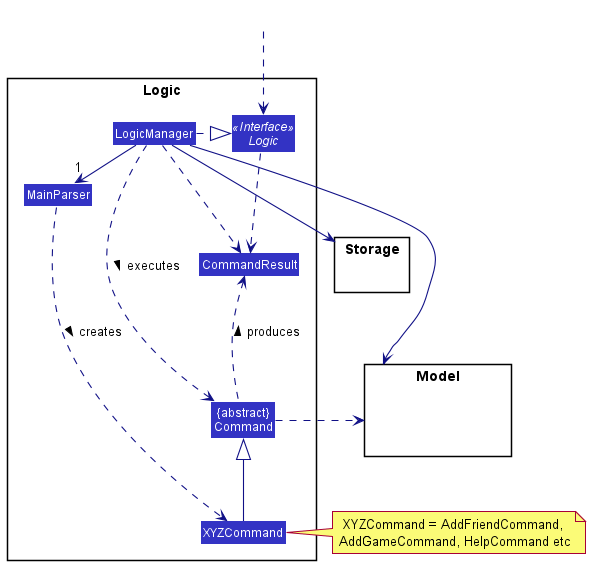 Logic
LogicManager
«Interface»
Logic
1
MainParser
Storage
CommandResult
executes
creates
produces
Model
{abstract}
Command
XYZCommand
XYZCommand = AddFriendCommand,
AddGameCommand, HelpCommand etc